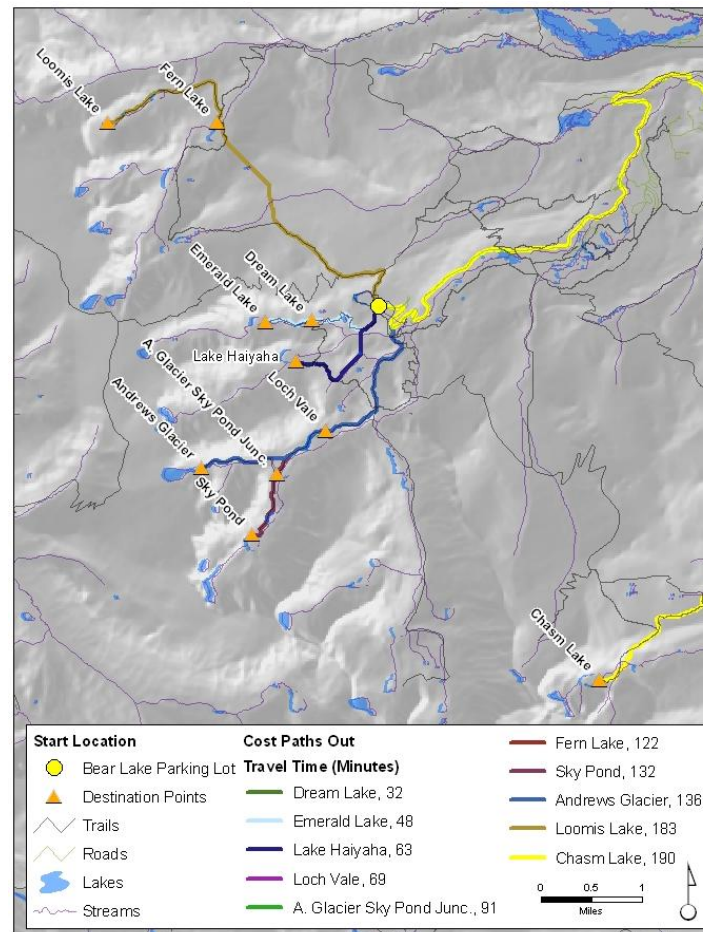 Loomis Lake
Fern Lake
Emerald Lake
Dream Lake
Lake Haiyaha
Loch Vale
A. Glacier Sky Pond Junc.
Andrews Glacier
Sky Pond
Chasm Lake
Start Location
Bear Lake Parking Lot
Destination Points
Trails
Roads
Lakes
Streams
Cost Paths Out
Travel Time (Minutes)
Dream Lake, 32
Emerald Lake, 48
Lake Haiyaha, 63
Loch Vale, 69
A. Glacier Sky Pond Junc., 91
Fern Lake, 122
Sky Pond, 132
Andrews Glacier, 136
Loomis Lake, 183
Chasm Lake, 190
0 0.5 1
Miles